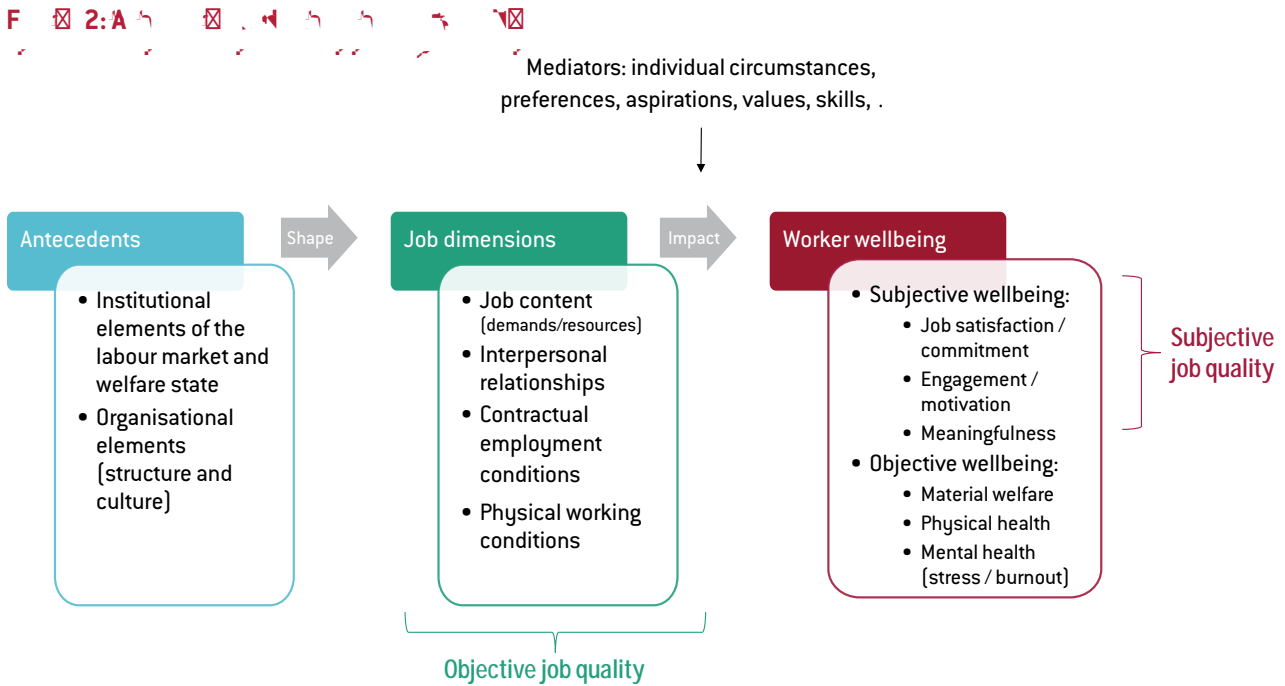 2: A
Mediators: individual circumstances,
preferences, aspirations, values, skills, .
Antecedents
Shape
Job dimensions
Impact
Worker wellbeing
• Institutional
elements of the
labour market and
welfare state
• Organisational
elements
(structure and
culture)
• Job content
(demands/resources)
• Interpersonal
relationships
• Contractual
employment
conditions
• Physical working
conditions
• Subjective wellbeing:
• Job satisfaction /
commitment
• Engagement /
motivation
• Meaningfulness
• Objective wellbeing:
• Material welfare
• Physical health
• Mental health
(stress / burnout)
Subjective
job quality
Objective job quality